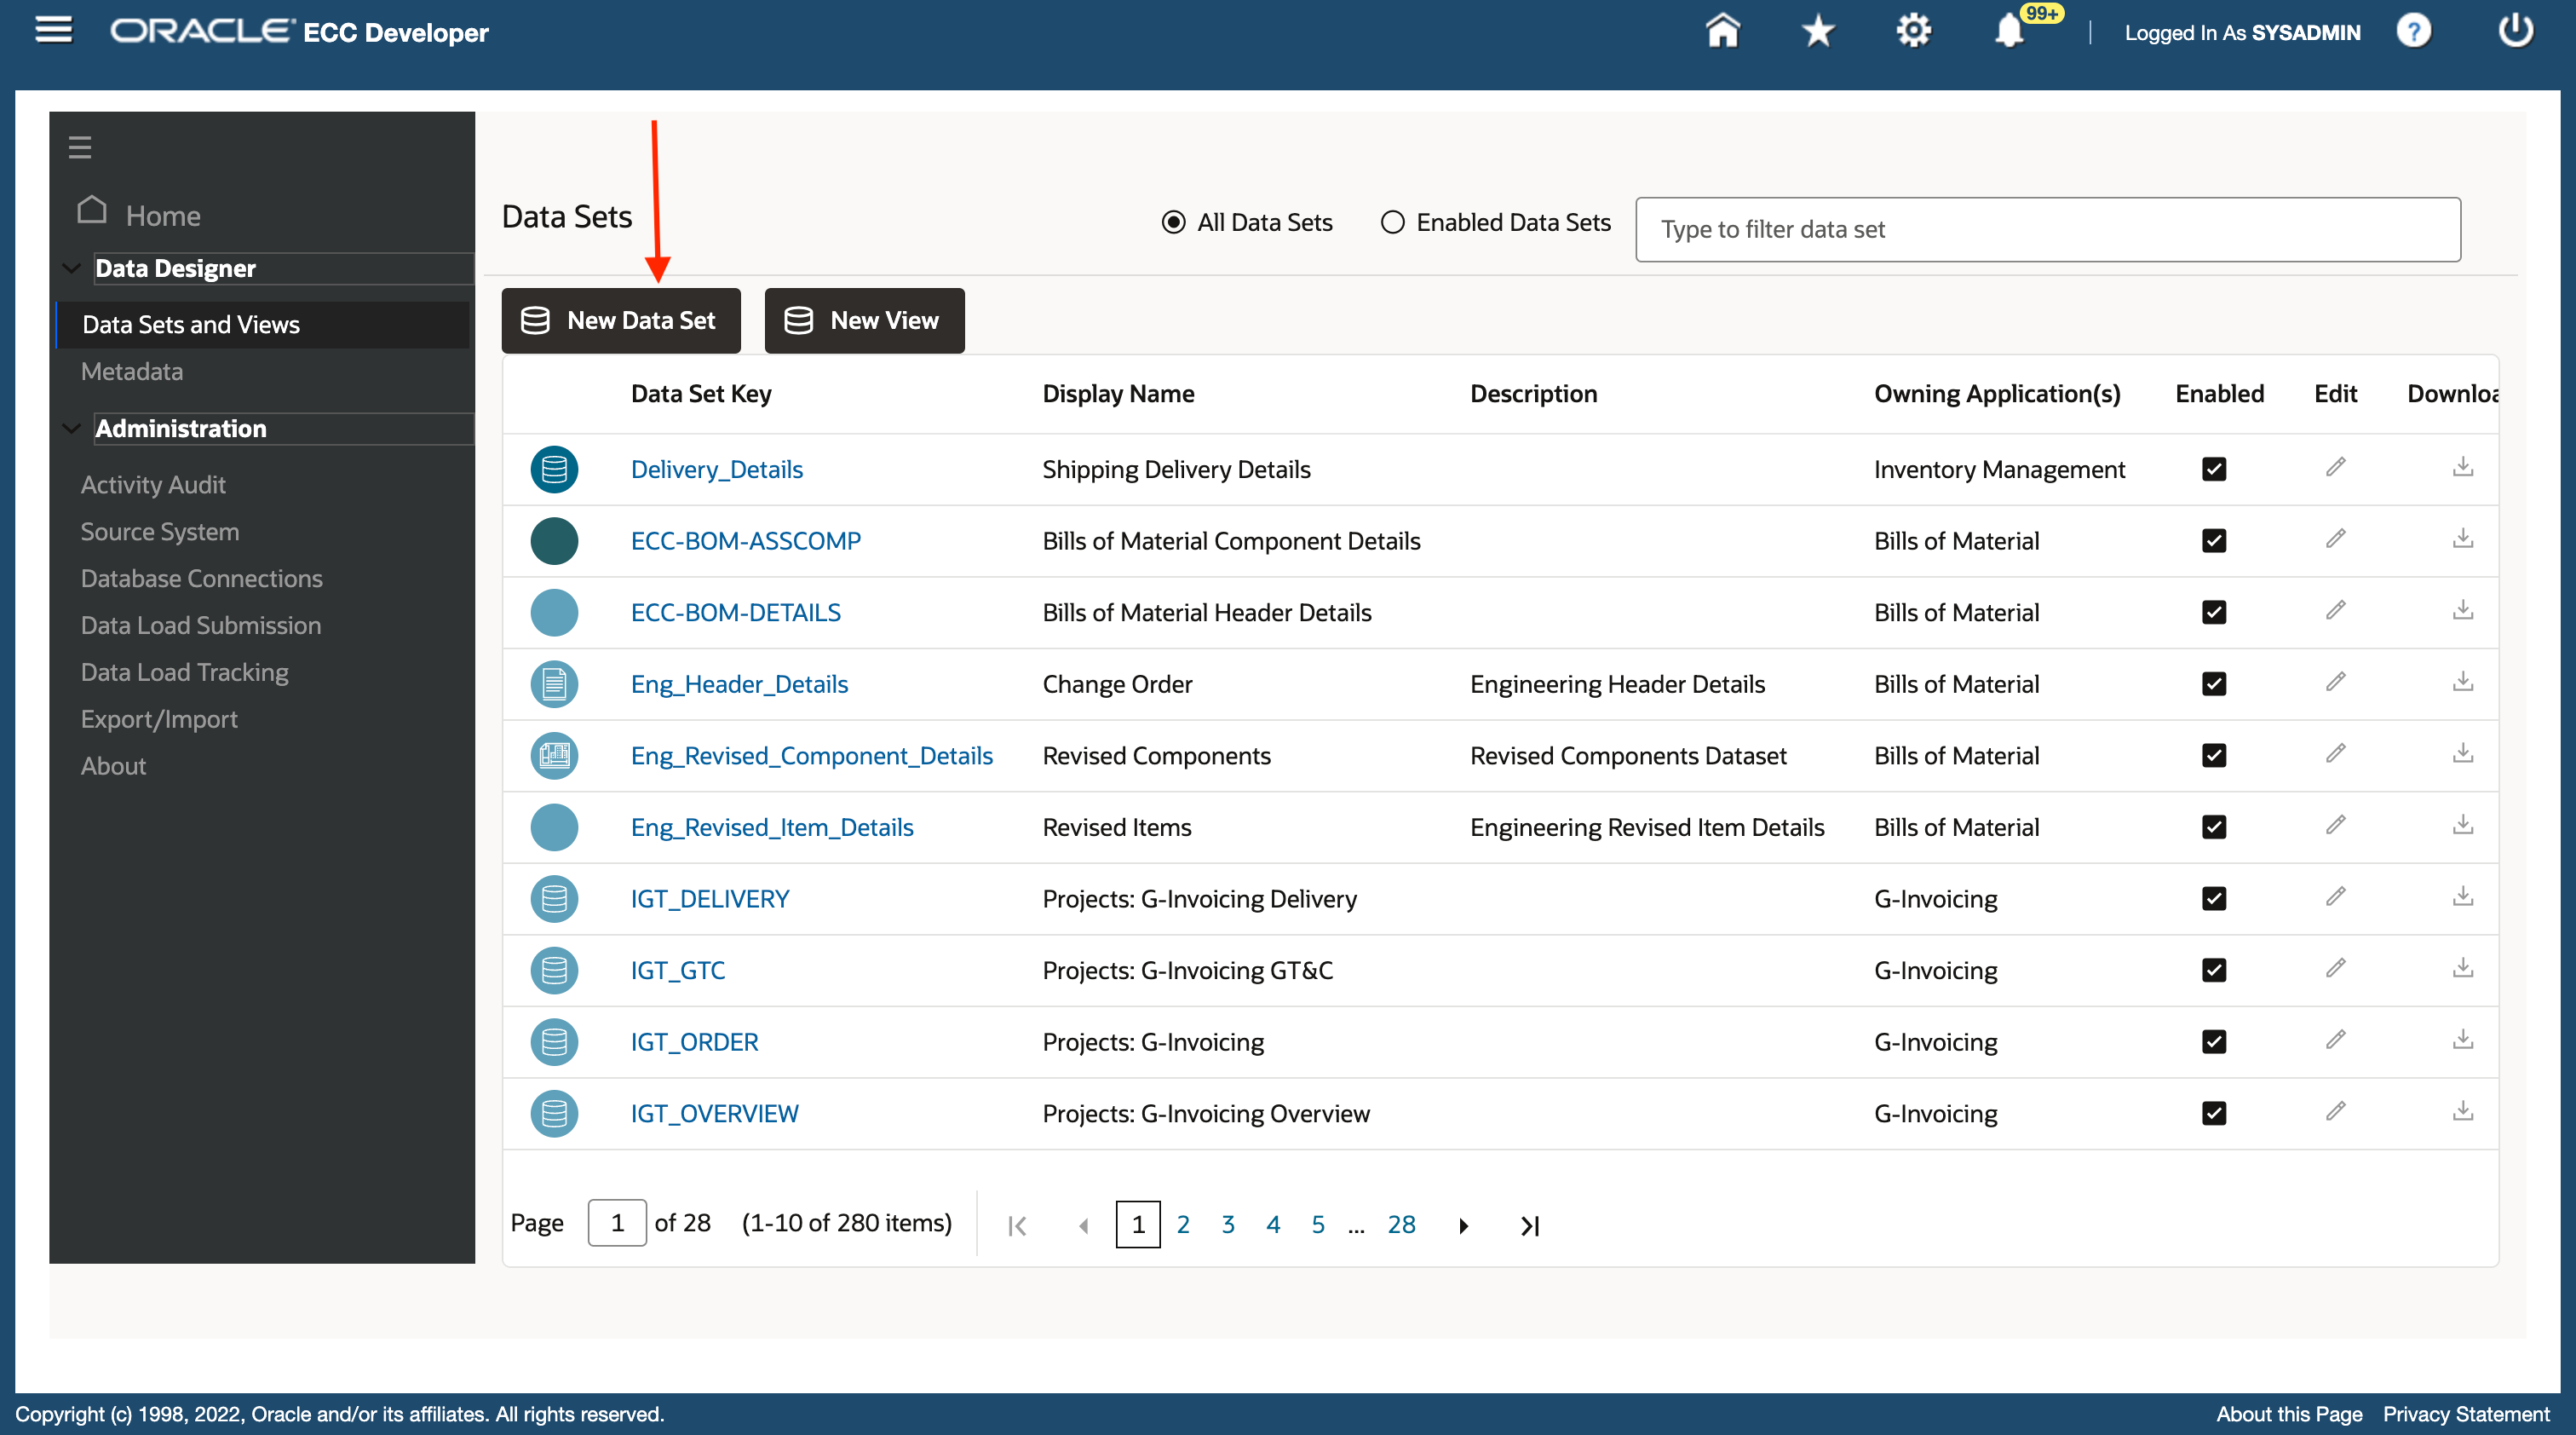 ORACLE ECC Developer
99+
Logged In As SYSADMIN
?
Home
Data Designer
Data Sets and Views
Metadata
Administration
Activity Audit
Source System
Database Connections
Data Load Submission
Data Load Tracking
Export/Import
About
Data Sets
All Data Sets
Enabled Data Sets
Type to filter data set
New Data Set
New View
Data Set Key Display Name Description Owning Application(s) Enabled Edit Downloa
Delivery_Details Shipping Delivery Details Inventory Management
ECC-BOM-ASSCOMP Bills of Material Component Details Bills of Material
ECC-BOM-DETAILS Bills of Material Header Details Bills of Material
Eng_Header_Details Change Order Engineering Header Details Bills of Material
Eng_Revised_Component_Details Revised Components Revised Components Dataset Bills of Material
Eng_Revised_Item_Details Revised Items Engineering Revised Item Details Bills of Material
IGT_DELIVERY Projects: G-Invoicing Delivery G-Invoicing
IGT_GTC Projects: G-Invoicing GT&C G-Invoicing
IGT_ORDER Projects: G-Invoicing G-Invoicing
IGT_OVERVIEW Projects: G-Invoicing Overview G-Invoicing
Page 1 of 28 (1-10 of 280 items) 1 2 3 4 5 ... 28
Copyright (c) 1998, 2022, Oracle and/or its affiliates. All rights reserved.
About this Page Privacy Statement